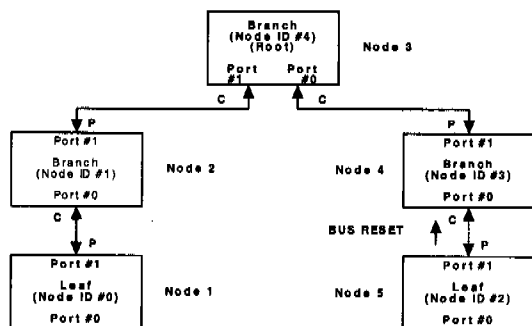 Branch
(Node ID #4)
(Root)
Node 3
Port
#1
Port
#0
C
C
P
P
Port #1
Branch
(Node ID #1)
Port #0
Node 2
Node 4
Port #1
Branch
(Node ID #3)
Port #0
C
P
BUS RESET
C
P
Port #1
Leaf
(Node ID #0)
Port #0
Node 1
Node 5
Port #1
Leaf
(Node ID #2)
Port #0